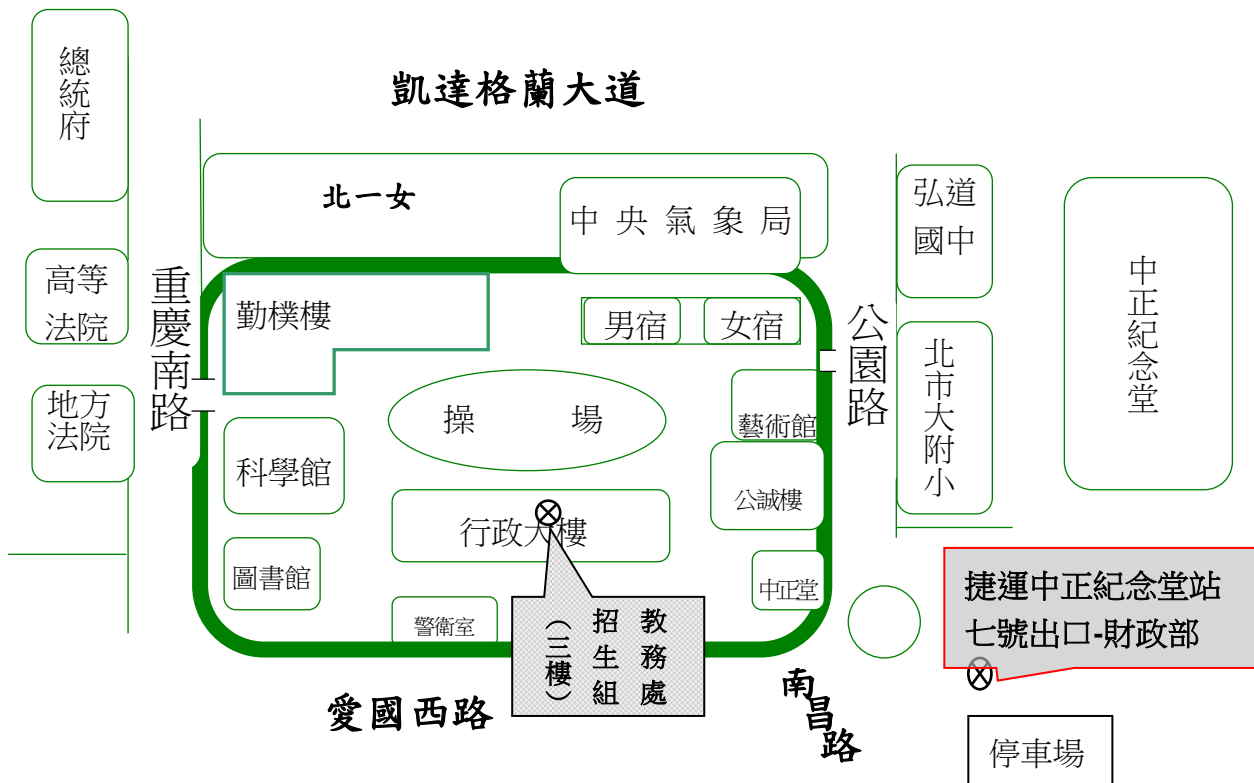 總統府
凱達格蘭大道
北一女
中央氣象局
弘道
國中
中正紀念堂
高等
法院
重慶南路
勤樸樓
男宿
女宿
公園路
北市大附小
地方
法院
操場
藝術館
科學館
公誠樓
行政大樓
圖書館
中正堂
警衛室
教務處
招生組
（三樓）
捷運中正紀念堂站
七號出口-財政部
愛國西路
南昌路
停車場